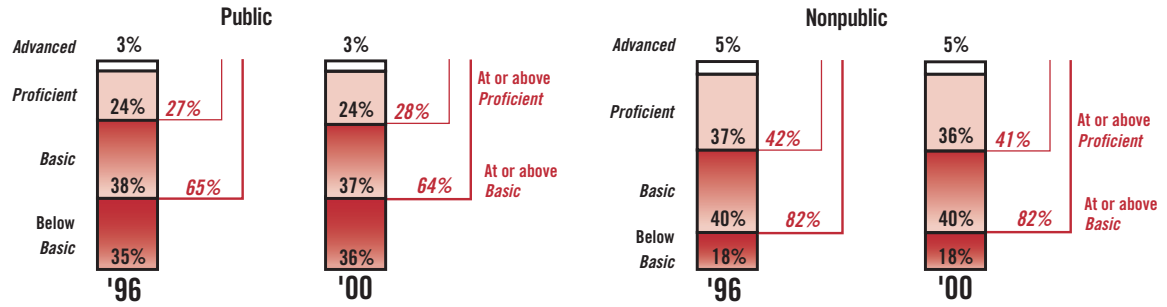 Public
Nonpublic
Advanced
3%
3%
Proficient
24%
27%
24%
28%
At or above
Proficient
Basic
38%
65%
37%
64%
At or above
Basic
Below
Basic
35%
36%
'96
'00
Advanced
5%
5%
Proficient
37%
42%
36%
41%
At or above
Proficient
Basic
40%
82%
40%
82%
At or above
Basic
Below
Basic
18%
18%
'96
'00